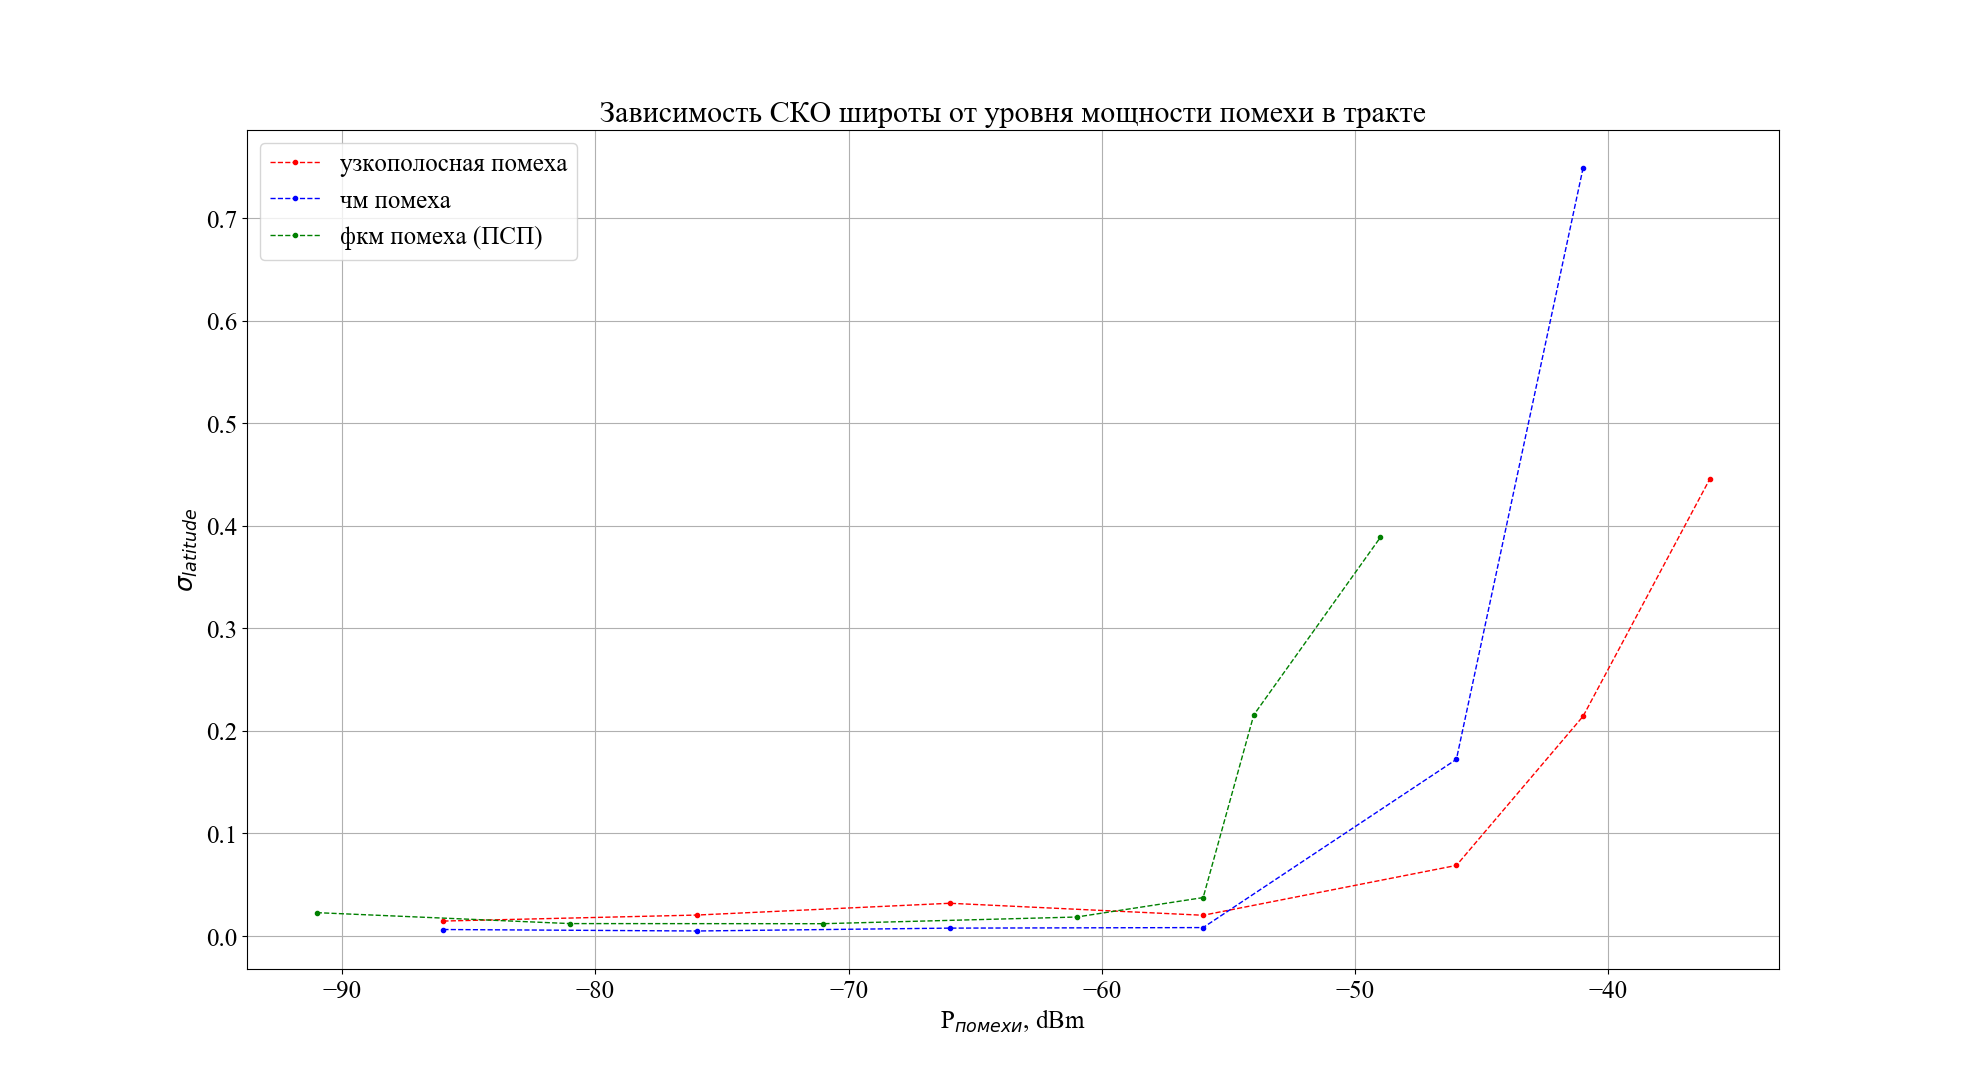 Зависимость СКО широты от уровня мощности помехи в тракте
узкополосная помеха
чм помеха
фкм помеха (ПСП)
0.7
0.6
0.5
0.4
0.3
0.2
0.1
0.0
σlatitude
−90 −80 −70 −60 −50 −40
Pпомехи, dBm